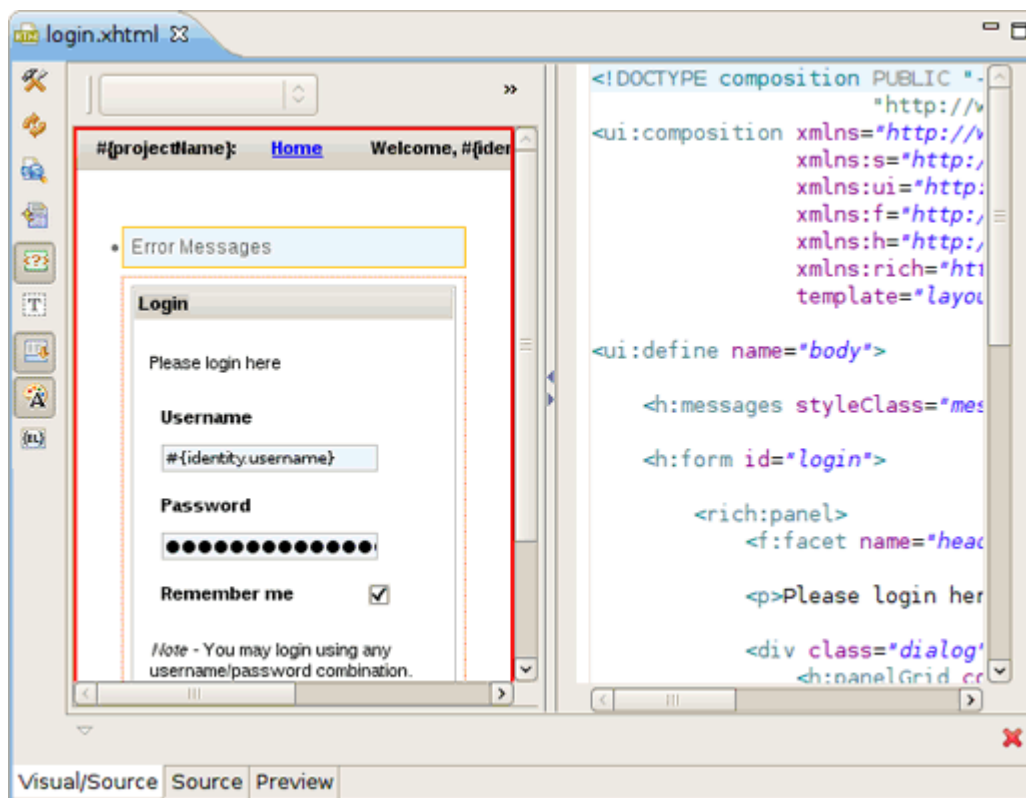 login.xhtml
»
#{projectName}:
Home
Welcome, #{iden
Error Messages
Login
Please login here
Username
#{identity.username}
Password
Remember me
Note - You may login using any
username/password combination.
<!DOCTYPE composition PUBLIC "-
"http://w
<ui:composition xmlns="http://w
xmlns:s="http:/
xmlns:ui="http:
xmlns:f="http:/
xmlns:h="http:/
xmlns:rich="htt
template="layou
<ui:define name="body">
<h:messages styleClass="mes
<h:form id="login">
<rich:panel>
<f:facet name="head
<p>Please login her
<div class="dialog"
<h:panelGrid co
Visual/Source
Source
Preview